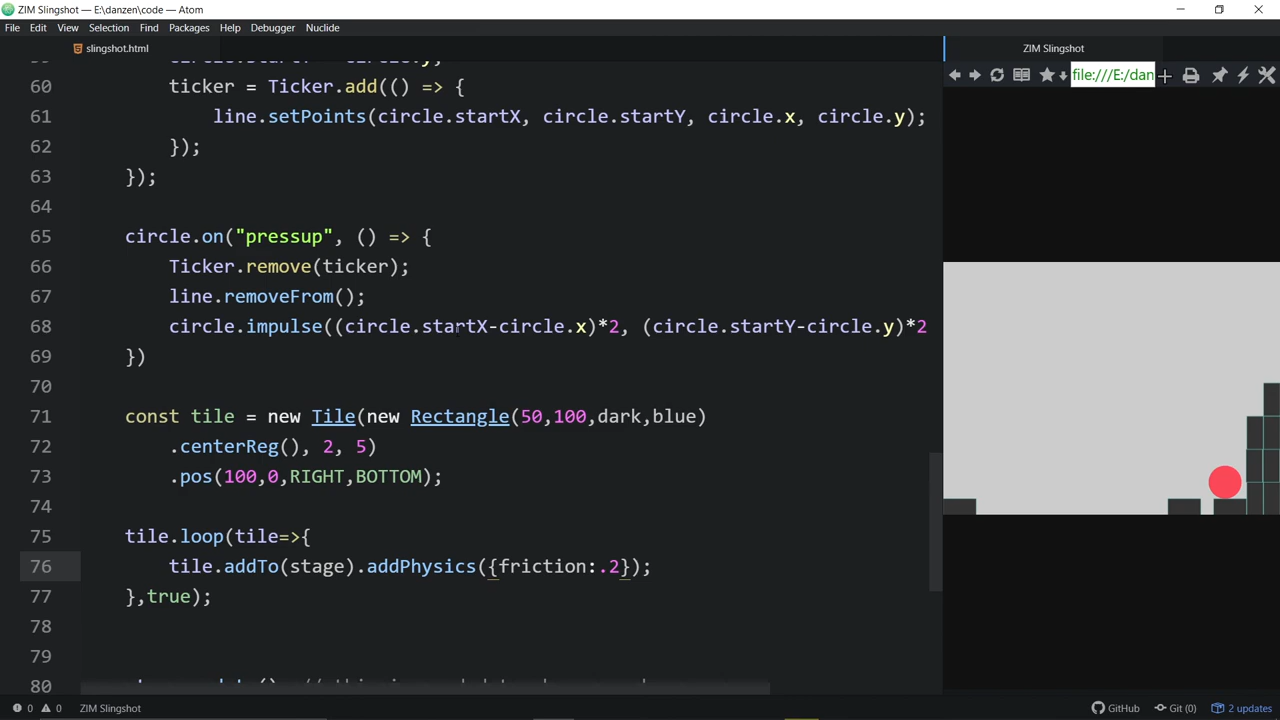 ZIM Slingshot — E:\danzen\code — Atom
File Edit View Selection Find Packages Help Debugger Nuclide
slingshot.html
ZIM Slingshot
file:///E:/dan
60 ticker = Ticker.add(() => {
61 line.setPoints(circle.startX, circle.startY, circle.x, circle.y);
62 });
63 });
64
65 circle.on("pressup", () => {
66 Ticker.remove(ticker);
67 line.removeFrom();
68 circle.impulse((circle.startX-circle.x)*2, (circle.startY-circle.y)*2
69 })
70
71 const tile = new Tile(new Rectangle(50,100,dark,blue)
72 .centerReg(), 2, 5)
73 .pos(100,0,RIGHT,BOTTOM);
74
75 tile.loop(tile=>{
76 tile.addTo(stage).addPhysics({friction:.2});
77 },true);
78
79
80
0 0 ZIM Slingshot GitHub Git (0) 2 updates